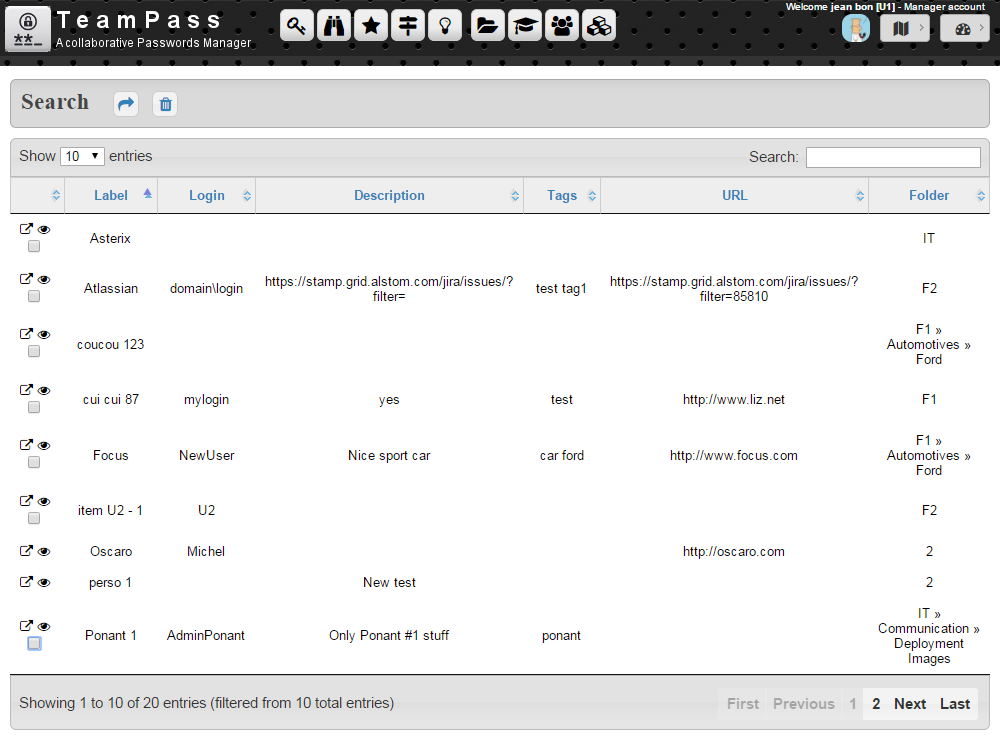 Welcome jean bon [U1] - Manager account
TeamPass
A collaborative Passwords Manager
**_
Search
Show 10 entries
Search:
Label Login Description Tags URL Folder
Asterix IT
Atlassian domain\login https://stamp.grid.alstom.com/jira/issues/? test tag1 https://stamp.grid.alstom.com/jira/issues/? F2
filter= filter=85810
coucou 123 F1 »
Automotives »
Ford
cui cui 87 mylogin yes test http://www.liz.net F1
Focus NewUser Nice sport car car ford http://www.focus.com F1 »
Automotives »
Ford
item U2 - 1 U2 F2
Oscaro Michel http://oscaro.com 2
perso 1 New test 2
Ponant 1 AdminPonant Only Ponant #1 stuff ponant IT »
Communication »
Deployment
Images
Showing 1 to 10 of 20 entries (filtered from 10 total entries)
First Previous 1 2 Next Last